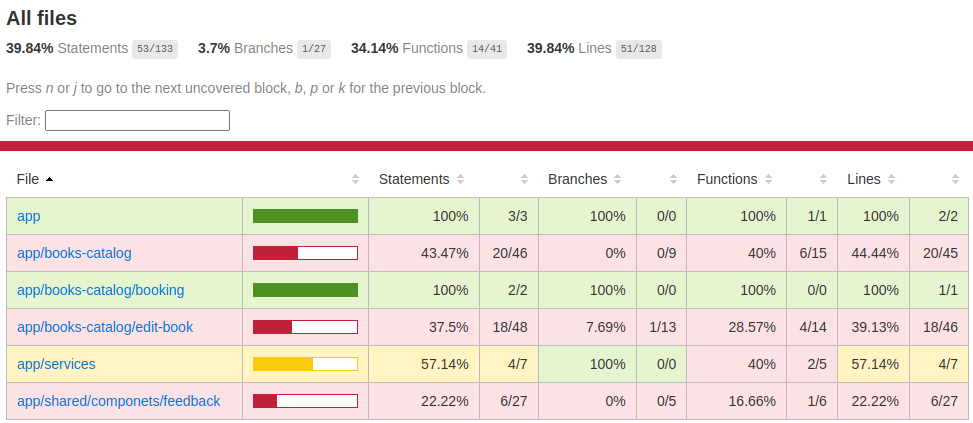 All files
39.84% Statements 53/133 3.7% Branches 1/27 34.14% Functions 14/41 39.84% Lines 51/128
Press n or j to go to the next uncovered block, b, p or k for the previous block.
Filter:
File Statements Branches Functions Lines
app 100% 3/3 100% 0/0 100% 1/1 100% 2/2
app/books-catalog 43.47% 20/46 0% 0/9 40% 6/15 44.44% 20/45
app/books-catalog/booking 100% 2/2 100% 0/0 100% 0/0 100% 1/1
app/books-catalog/edit-book 37.5% 18/48 7.69% 1/13 28.57% 4/14 39.13% 18/46
app/services 57.14% 4/7 100% 0/0 40% 2/5 57.14% 4/7
app/shared/componets/feedback 22.22% 6/27 0% 0/5 16.66% 1/6 22.22% 6/27